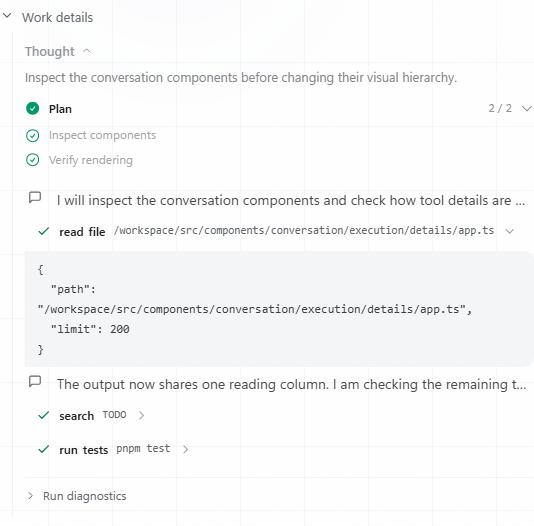 Work details
Thought
Inspect the conversation components before changing their visual hierarchy.
Plan 2 / 2
Inspect components
Verify rendering
I will inspect the conversation components and check how tool details are ...
read file /workspace/src/components/conversation/execution/details/app.ts
{
"path":
"/workspace/src/components/conversation/execution/details/app.ts",
"limit": 200
}
The output now shares one reading column. I am checking the remaining t...
search TODO
run tests pnpm test
Run diagnostics